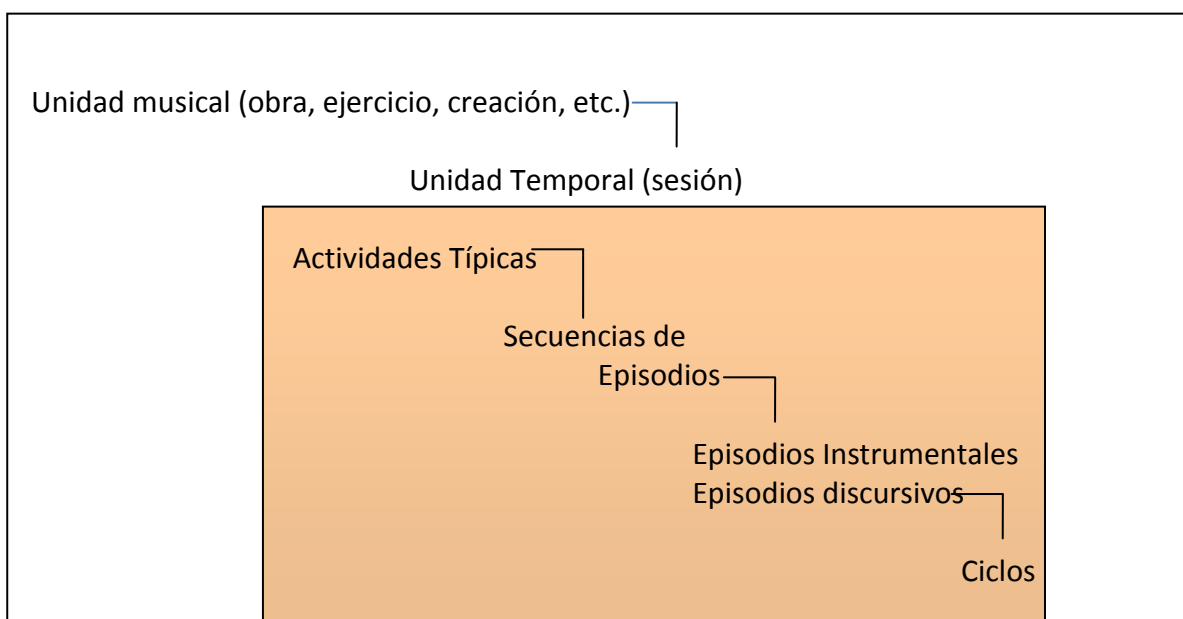 Unidad musical (obra, ejercicio, creación, etc.)
Unidad Temporal (sesión)
Actividades Típicas
Secuencias de
Episodios
Episodios Instrumentales
Episodios discursivos
Ciclos